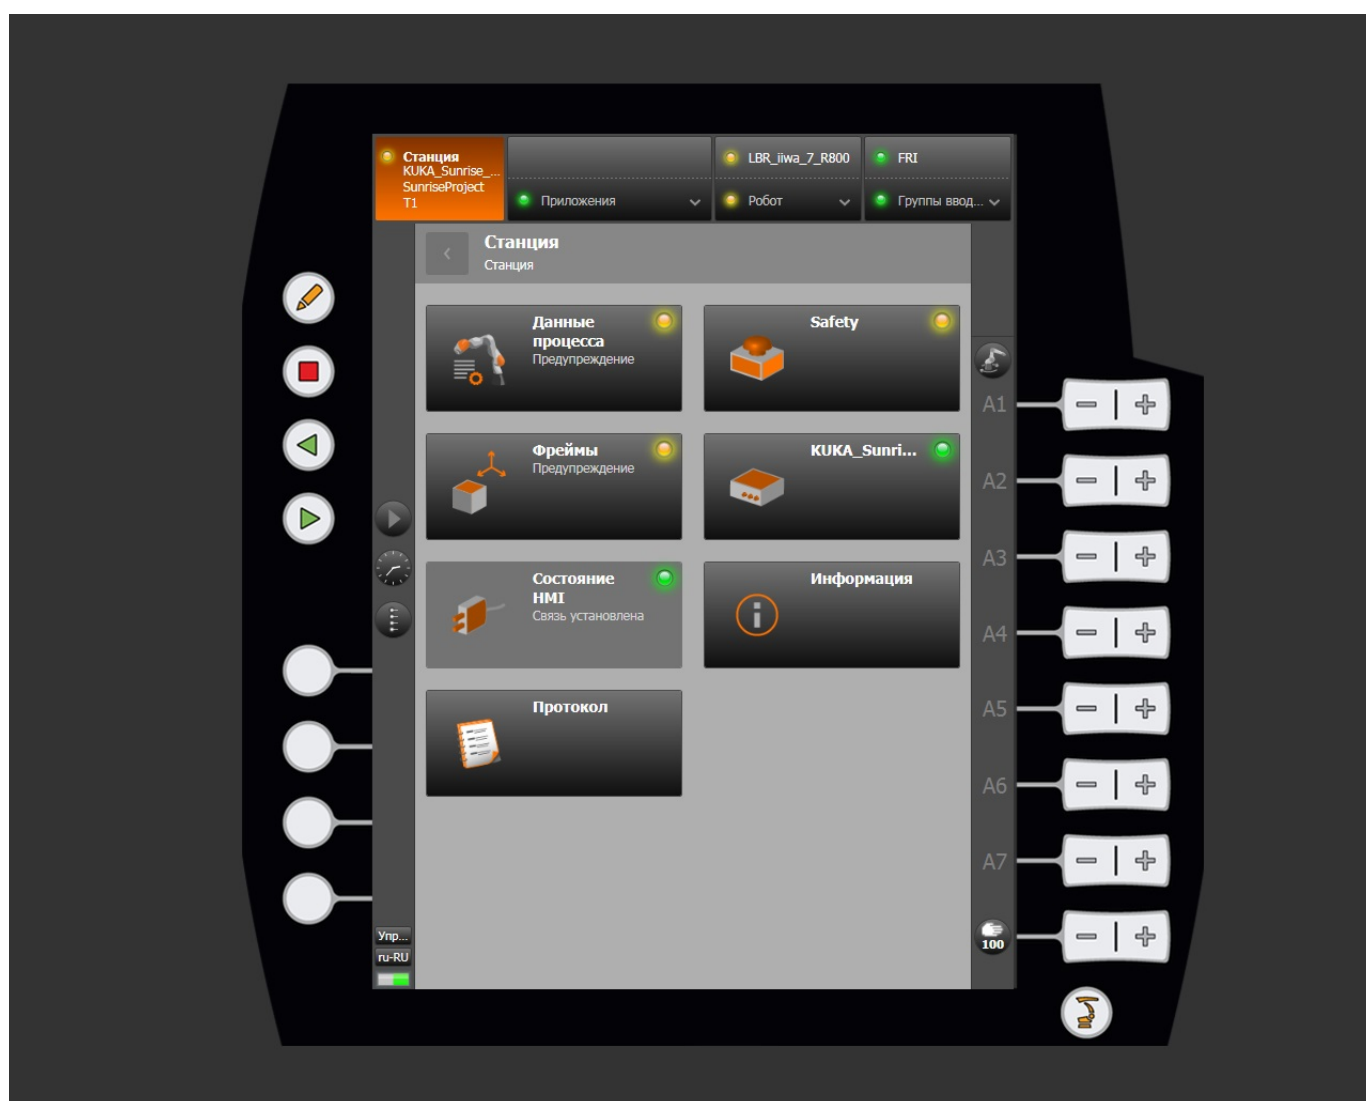 Станция
KUKA_Sunrise_...
SunriseProject
T1
Приложения
LBR_iiwa_7_R800
Робот
FRI
Группы ввод...
Станция
Станция
Данные
процесса
Предупреждение
Safety
Фреймы
Предупреждение
KUKA_Sunri...
Состояние
HMI
Связь установлена
Информация
Протокол
A1
A2
A3
A4
A5
A6
A7
100
Упр...
ru-RU